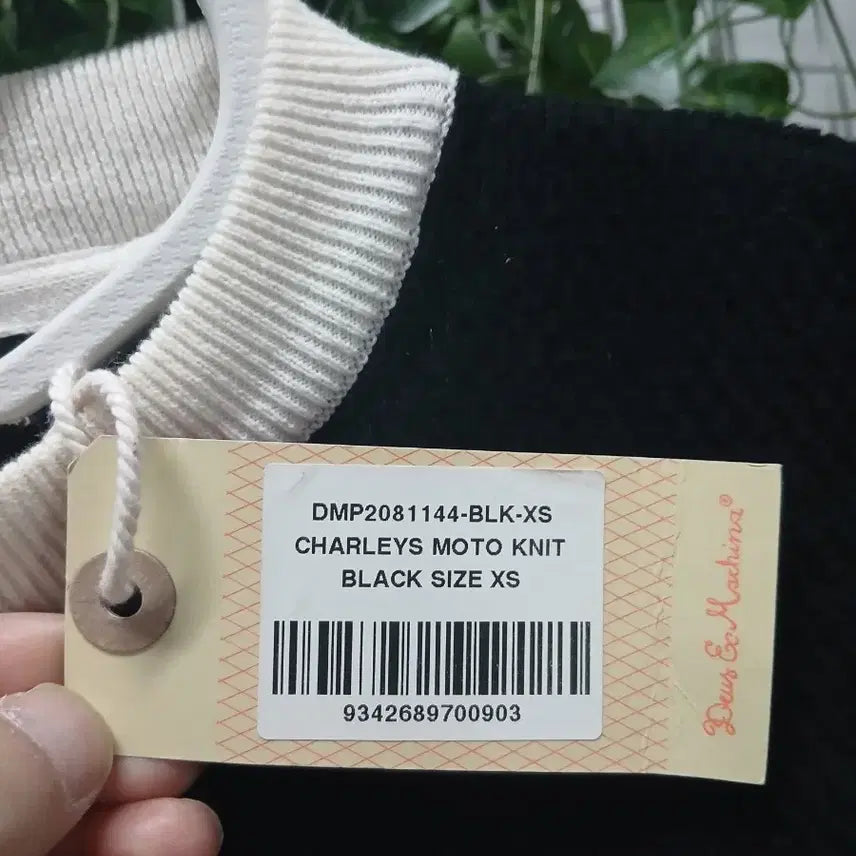 DMP2081144-BLK-XS
CHARLEYS MOTO KNIT
BLACK SIZE XS
9342689700903
Deus Ex Machina®